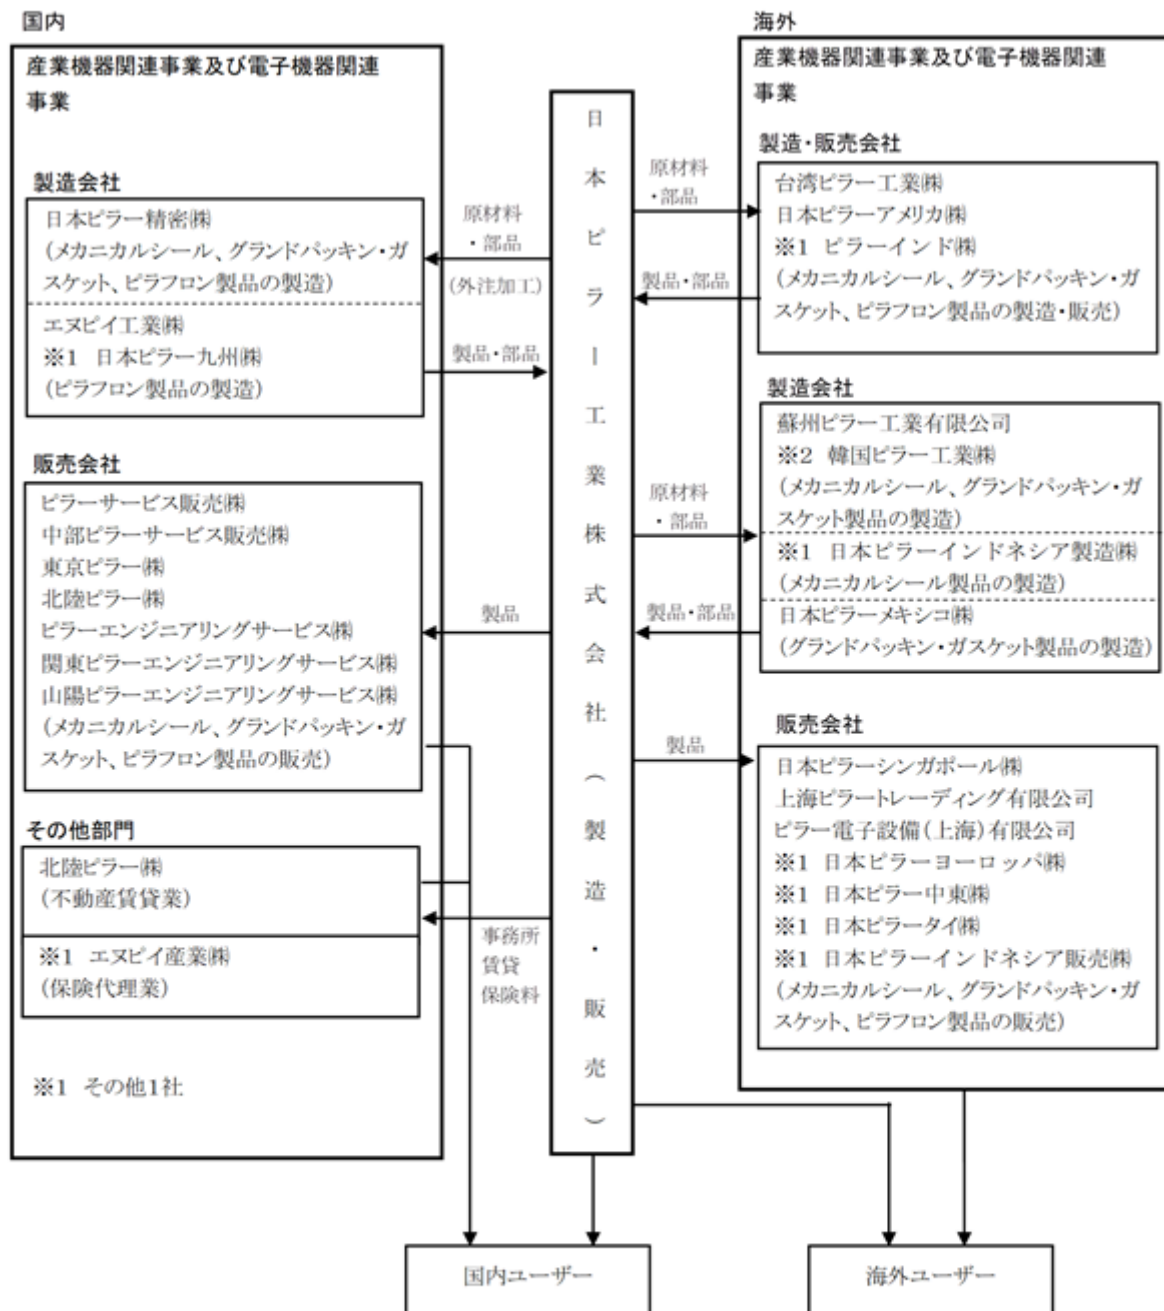 国内
産業機器関連事業及び電子機器関連
事業
製造会社
日本ピラー精密㈱
(メカニカルシール、グランドパッキン・ガ
スケット、ピラフロン製品の製造)
エヌピイ工業㈱
※1 日本ピラー九州㈱
(ピラフロン製品の製造)
販売会社
ピラーサービス販売㈱
中部ピラーサービス販売㈱
東京ピラー㈱
北陸ピラー㈱
ピラーエンジニアリングサービス㈱
関東ピラーエンジニアリングサービス㈱
山陽ピラーエンジニアリングサービス㈱
(メカニカルシール、グランドパッキン・ガ
スケット、ピラフロン製品の販売)
その他部門
北陸ピラー㈱
(不動産賃貸業)
※1 エヌピイ産業㈱
(保険代理業)
※1 その他1社
原材料
・部品
(外注加工)
製品・部品
製品
事務所
賃貸
保険料
日本ピラー工業株式会社(製造・販売)
原材料
・部品
製品・部品
原材料
・部品
製品・部品
製品
海外
産業機器関連事業及び電子機器関連
事業
製造・販売会社
台湾ピラー工業㈱
日本ピラーアメリカ㈱
※1 ピラーインド㈱
(メカニカルシール、グランドパッキン・ガ
スケット、ピラフロン製品の製造・販売)
製造会社
蘇州ピラー工業有限公司
※2 韓国ピラー工業㈱
(メカニカルシール、グランドパッキン・ガ
スケット製品の製造)
※1 日本ピラーインドネシア製造㈱
(メカニカルシール製品の製造)
日本ピラーメキシコ㈱
(グランドパッキン・ガスケット製品の製造)
販売会社
日本ピラーシンガポール㈱
上海ピラートレーディング有限公司
ピラー電子設備(上海)有限公司
※1 日本ピラーヨーロッパ㈱
※1 日本ピラー中東㈱
※1 日本ピラータイ㈱
※1 日本ピラーインドネシア販売㈱
(メカニカルシール、グランドパッキン・ガ
スケット、ピラフロン製品の販売)
国内ユーザー
海外ユーザー